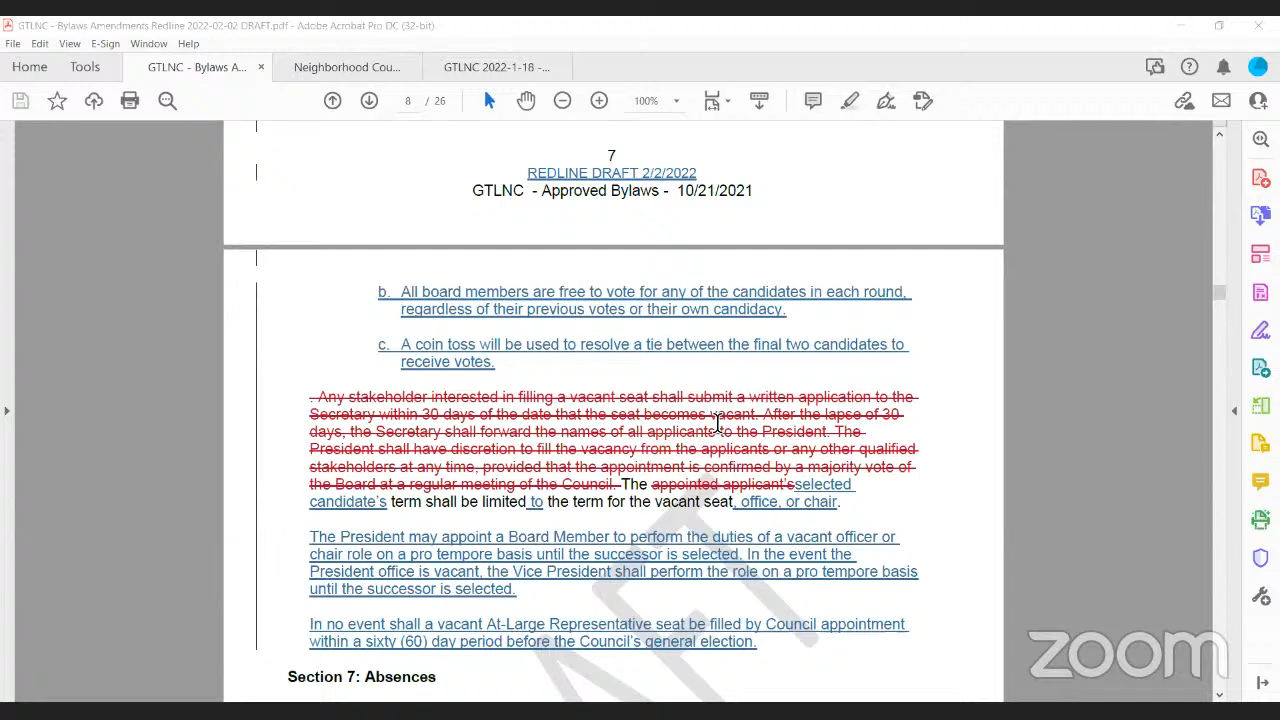 GTLNC - Bylaws Amendments Redline 2022-02-02 DRAFT.pdf - Adobe Acrobat Pro DC (32-bit)
File Edit View E-Sign Window Help
Home Tools GTLNC - Bylaws A... × Neighborhood Cou... GTLNC 2022-1-18 -...
8 / 26 100%
7
REDLINE DRAFT 2/2/2022
GTLNC - Approved Bylaws - 10/21/2021
b. All board members are free to vote for any of the candidates in each round,
regardless of their previous votes or their own candidacy.
c. A coin toss will be used to resolve a tie between the final two candidates to
receive votes.
. Any stakeholder interested in filling a vacant seat shall submit a written application to the
Secretary within 30 days of the date that the seat becomes vacant. After the lapse of 30
days, the Secretary shall forward the names of all applicants to the President. The
President shall have discretion to fill the vacancy from the applicants or any other qualified
stakeholders at any time, provided that the appointment is confirmed by a majority vote of
the Board at a regular meeting of the Council. The appointed applicant's selected
candidate's term shall be limited to the term for the vacant seat, office, or chair.
The President may appoint a Board Member to perform the duties of a vacant officer or
chair role on a pro tempore basis until the successor is selected. In the event the
President office is vacant, the Vice President shall perform the role on a pro tempore basis
until the successor is selected.
In no event shall a vacant At-Large Representative seat be filled by Council appointment
within a sixty (60) day period before the Council's general election.
Section 7: Absences
AFT
zoom